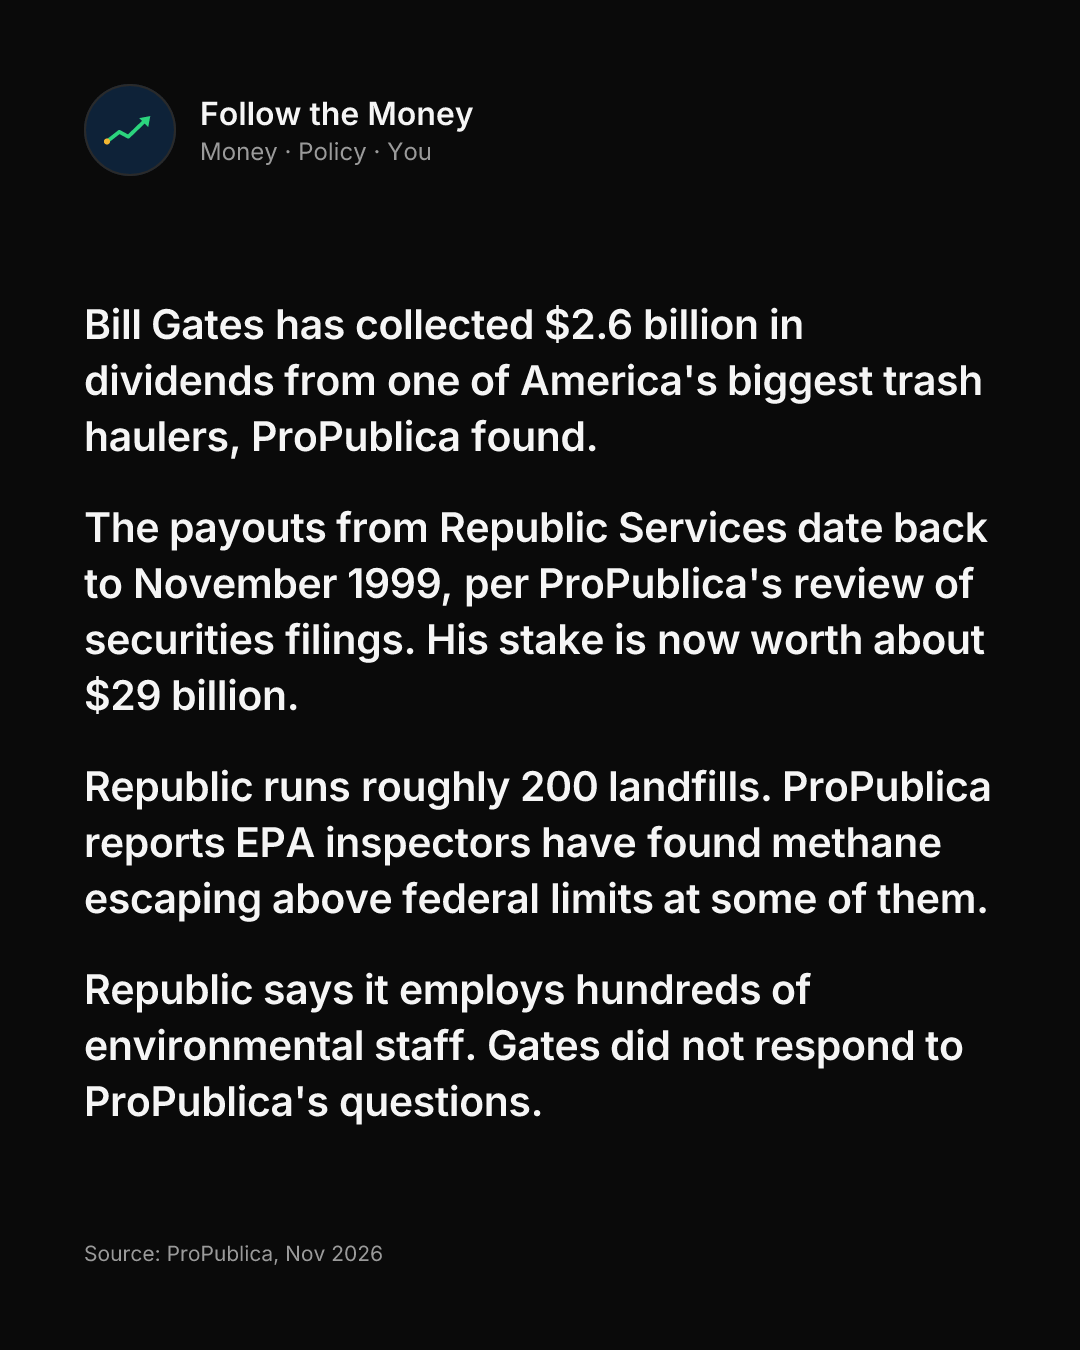 Follow the Money
Money · Policy · You
Bill Gates has collected $2.6 billion in
dividends from one of America's biggest trash
haulers, ProPublica found.
The payouts from Republic Services date back
to November 1999, per ProPublica's review of
securities filings. His stake is now worth about
$29 billion.
Republic runs roughly 200 landfills. ProPublica
reports EPA inspectors have found methane
escaping above federal limits at some of them.
Republic says it employs hundreds of
environmental staff. Gates did not respond to
ProPublica's questions.
Source: ProPublica, Nov 2026